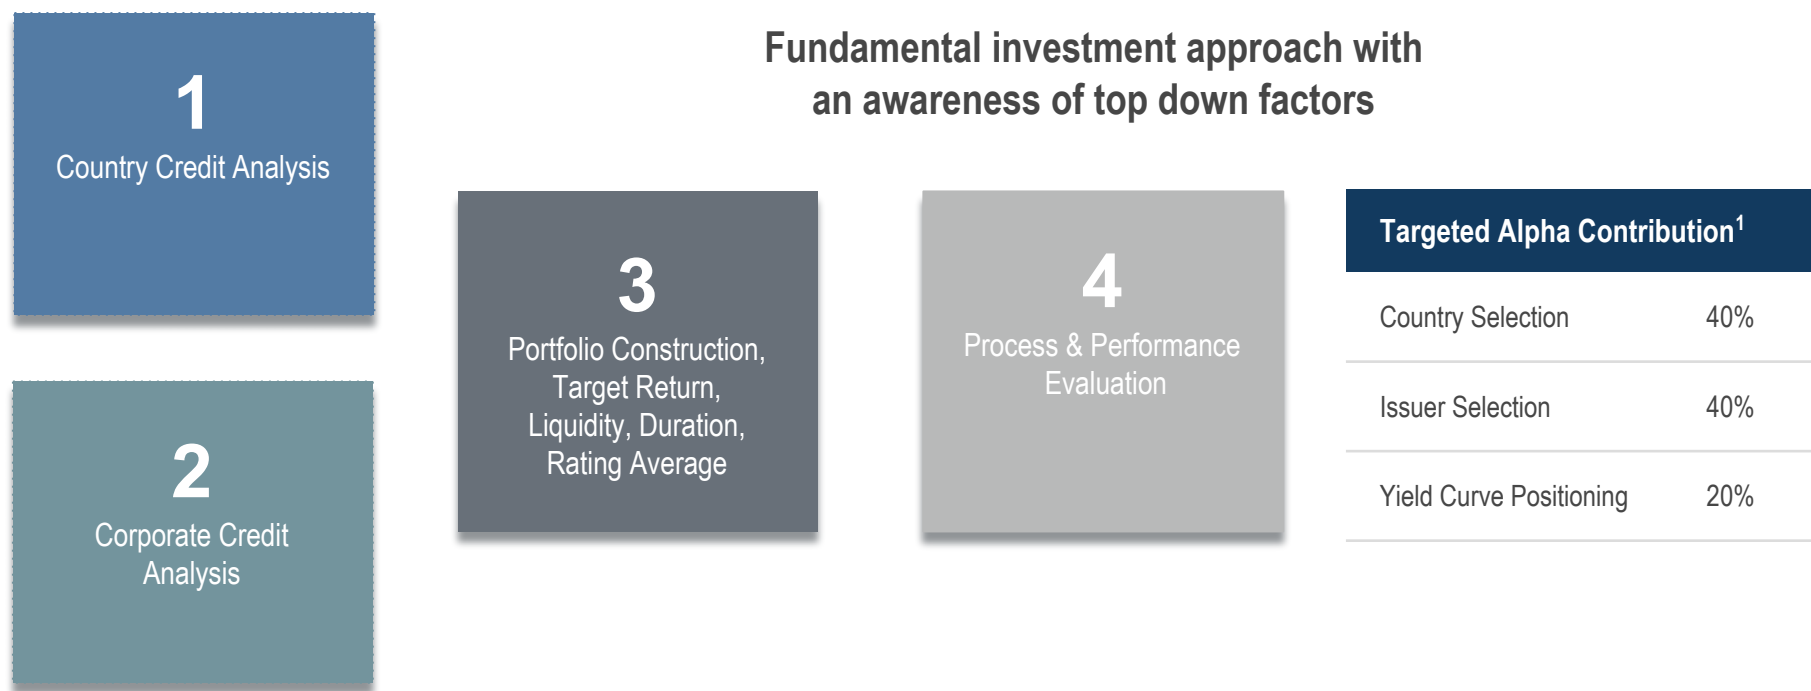 Fundamental investment approach with
an awareness of top down factors
1
Country Credit Analysis
2
Corporate Credit
Analysis
3
Portfolio Construction,
Target Return,
Liquidity, Duration,
Rating Average
4
Process & Performance
Evaluation
Targeted Alpha Contribution1
Country Selection 40%
Issuer Selection 40%
Yield Curve Positioning 20%